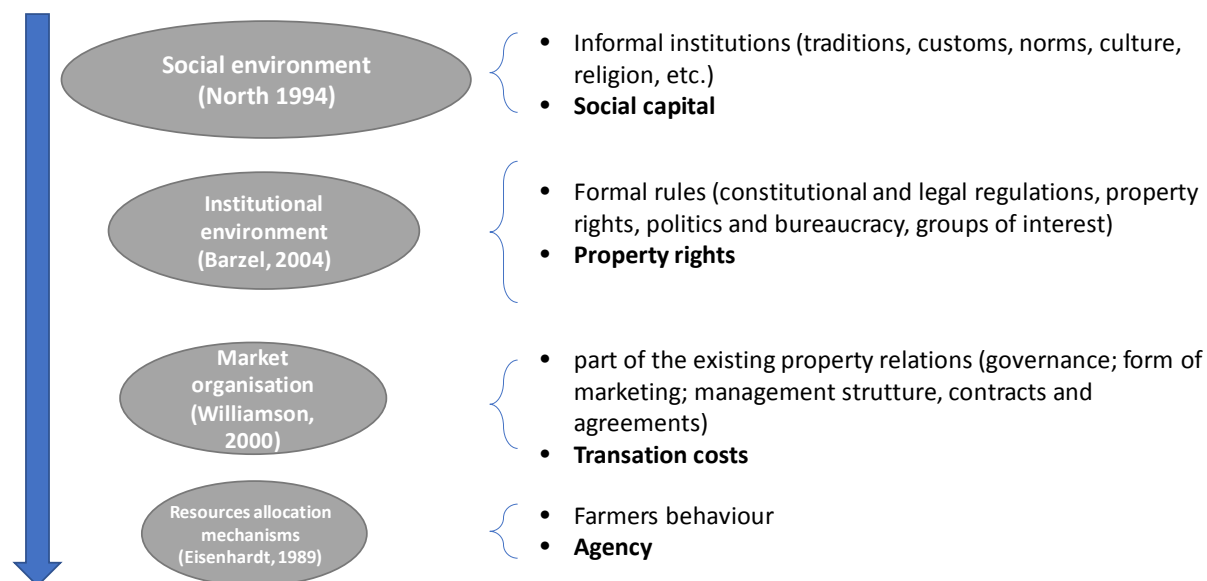 Social environment
(North 1994)
• Informal institutions (traditions, customs, norms, culture,
religion, etc.)
• Social capital
Institutional
environment
(Barzel, 2004)
• Formal rules (constitutional and legal regulations, property
rights, politics and bureaucracy, groups of interest)
• Property rights
Market
organisation
(Williamson,
2000)
• part of the existing property relations (governance; form of
marketing; management strutture, contracts and
agreements)
• Transation costs
Resources allocation
mechanisms
(Eisenhardt, 1989)
• Farmers behaviour
• Agency